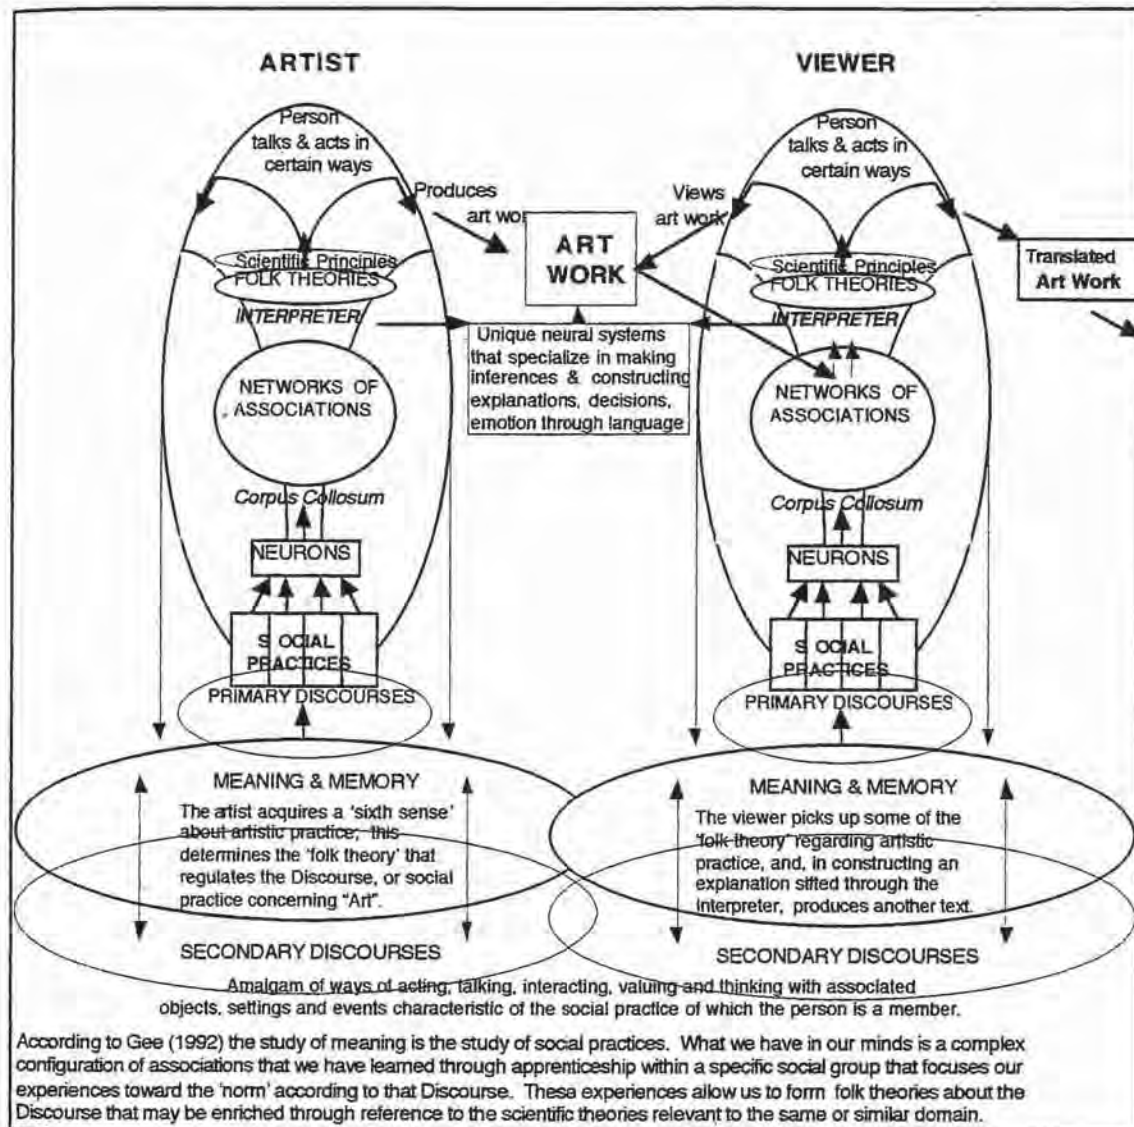 ARTIST
Person
talks & acts in
certain ways
Produces
art wor
Scientific Principles
FOLK THEORIES
INTERPRETER
NETWORKS OF
ASSOCIATIONS
Corpus Collosum
NEURONS
S OCIAL
PRACTICES
PRIMARY DISCOURSES
MEANING & MEMORY
The artist acquires a 'sixth sense'
about artistic practice; this
determines the 'folk theory' that
regulates the Discourse, or social
practice concerning "Art".
SECONDARY DISCOURSES
ART
WORK
Unique neural systems
that specialize in making
inferences & constructing
explanations, decisions,
emotion through language
VIEWER
Person
talks & acts in
certain ways
Views
art work
Scientific Principles
FOLK THEORIES
INTERPRETER
NETWORKS OF
ASSOCIATIONS
Corpus Collosum
NEURONS
S OCIAL
PRACTICES
PRIMARY DISCOURSES
MEANING & MEMORY
The viewer picks up some of the
'folk theory' regarding artistic
practice, and, in constructing an
explanation sifted through the
interpreter, produces another text.
SECONDARY DISCOURSES
Translated
Art Work
Amalgam of ways of acting, talking, interacting, valuing and thinking with associated
objects, settings and events characteristic of the social practice of which the person is a member.
According to Gee (1992) the study of meaning is the study of social practices. What we have in our minds is a complex
configuration of associations that we have learned through apprenticeship within a specific social group that focuses our
experiences toward the 'norm' according to that Discourse. These experiences allow us to form folk theories about the
Discourse that may be enriched through reference to the scientific theories relevant to the same or similar domain.